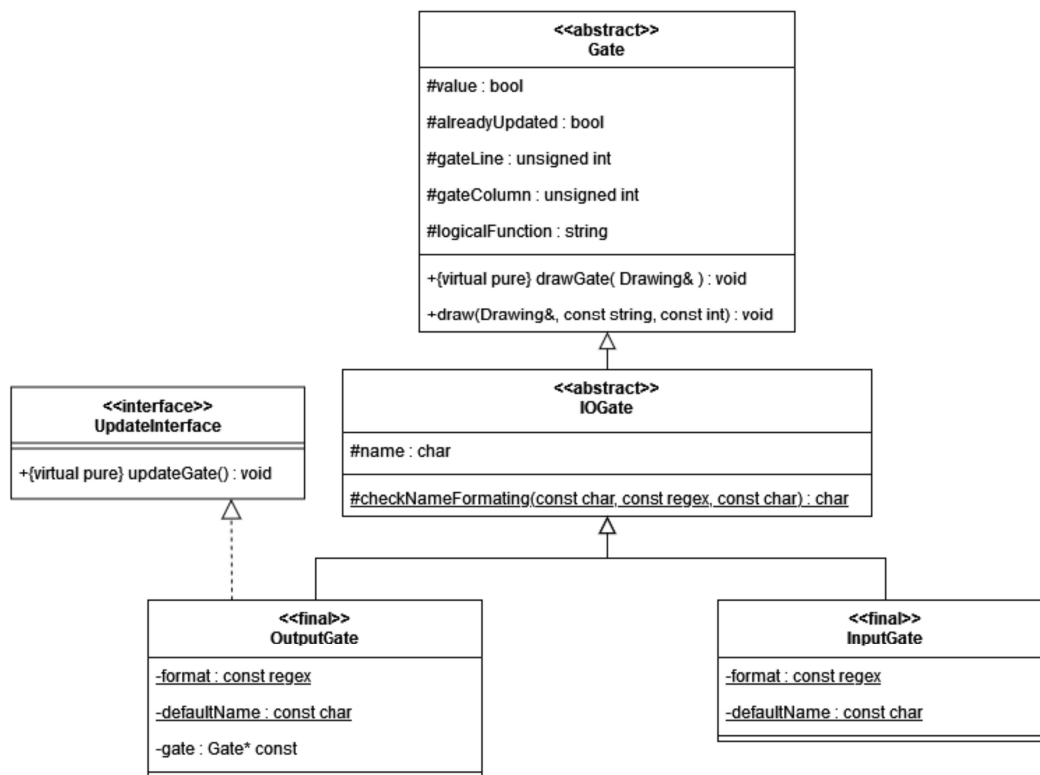 <<abstract>>
Gate
#value : bool
#alreadyUpdated : bool
#gateLine : unsigned int
#gateColumn : unsigned int
#logicalFunction : string
+{virtual pure} drawGate( Drawing& ) : void
+draw(Drawing&, const string, const int) : void
<<interface>>
UpdateInterface
+{virtual pure} updateGate() : void
<<abstract>>
IOGate
#name : char
#checkNameFormating(const char, const regex, const char) : char
<<final>>
OutputGate
-format : const regex
-defaultName : const char
-gate : Gate* const
<<final>>
InputGate
-format : const regex
-defaultName : const char